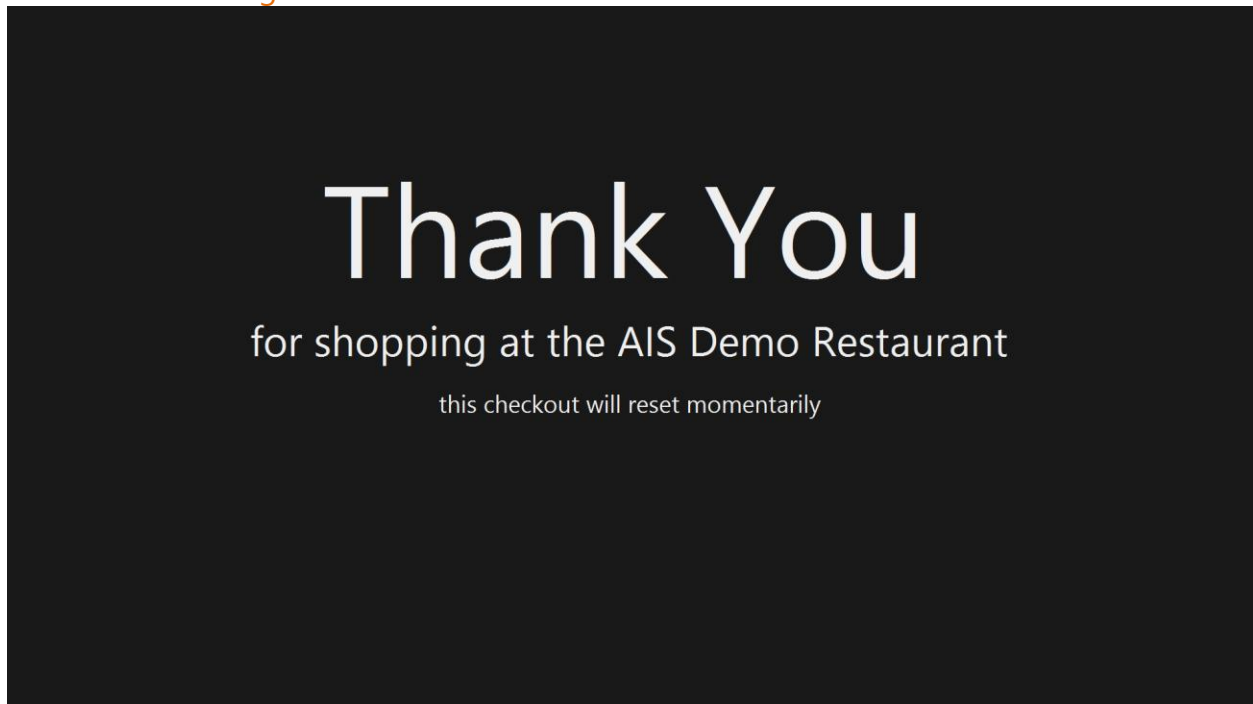 Thank You
for shopping at the AIS Demo Restaurant
this checkout will reset momentarily